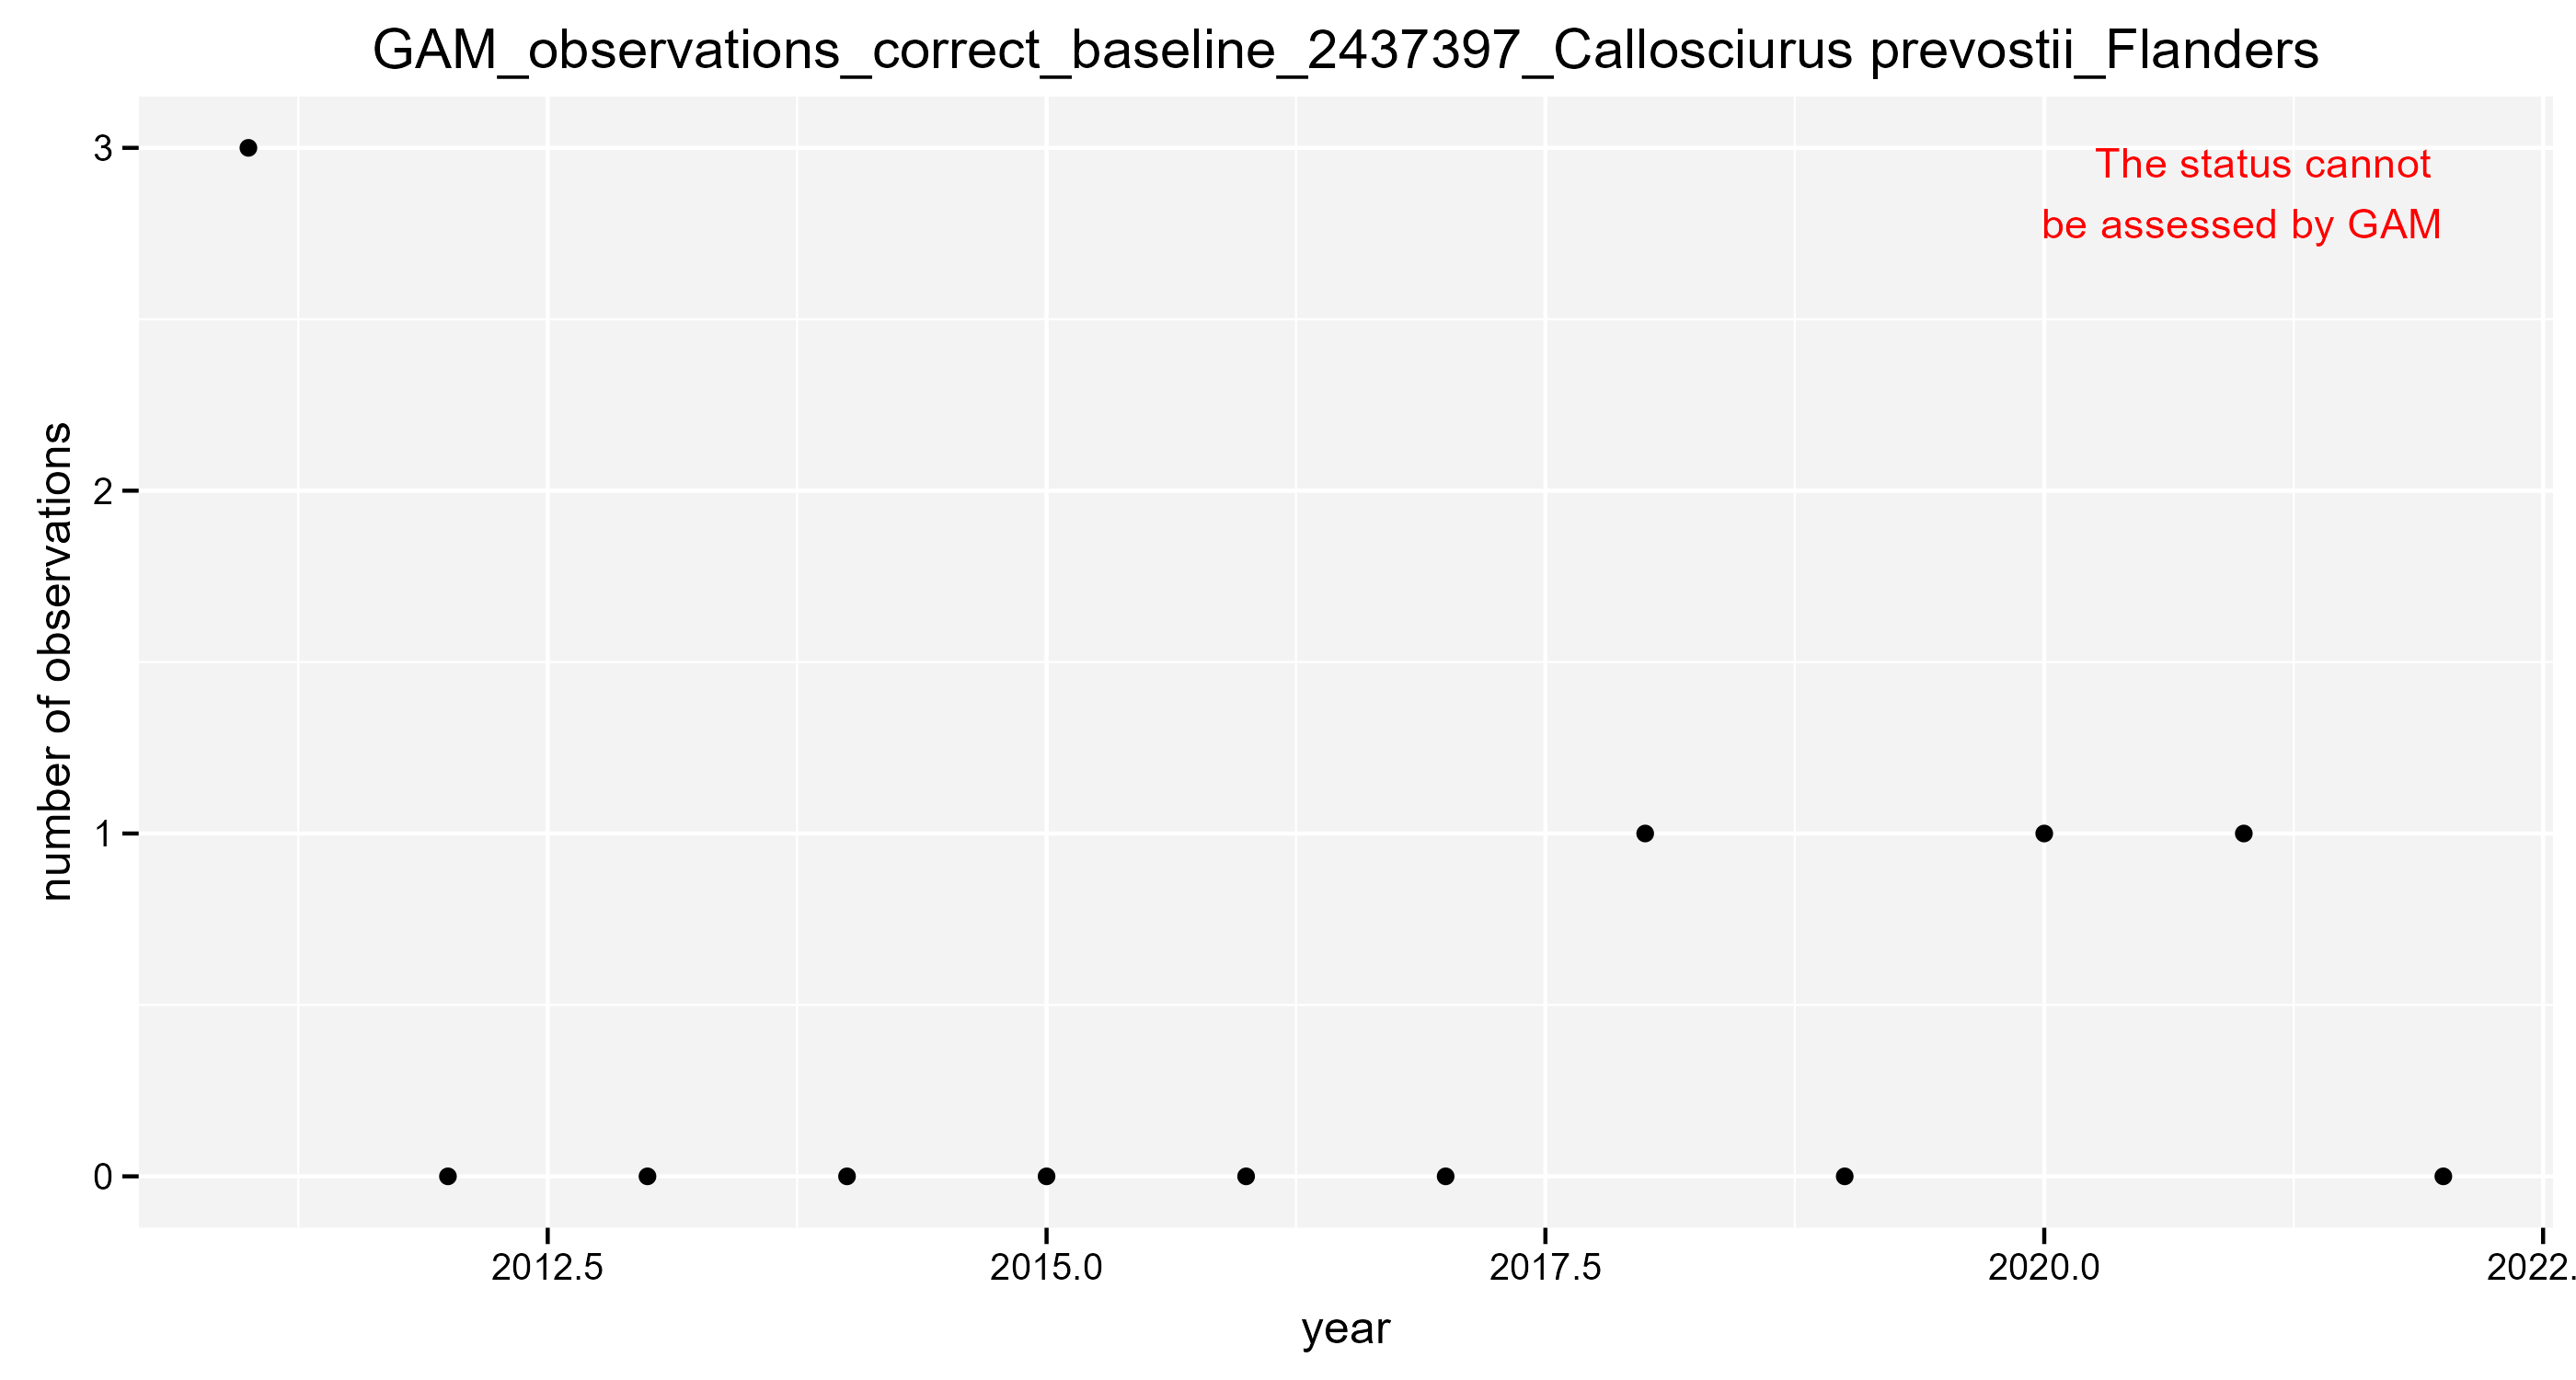 GAM_observations_correct_baseline_2437397_Callosciurus prevostii_Flanders
The status cannot
be assessed by GAM
number of observations
3
2
1
0
2012.5
2015.0
2017.5
2020.0
2022.
year